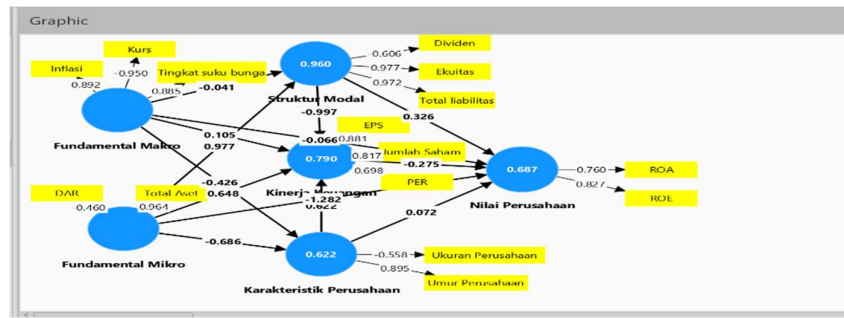 Graphic
Kurs
Dividen
-0.606
Inflasi
-0.950
Tingkat suku bunga
0.960
0.977
Ekuitas
0.892
0.885
-0.041
0.972
Struktur Modal
Total liabilitas
-0.997
0.326
EPS
0.105
-0.066
0.881
Fundamental Makro
0.977
0.790
0.817
Jumlah Saham
-0.275
0.687
0.760
ROA
0.698
-0.426
PER
0.827
DAR
Total Aset
0.648
Kinerja Keuangan
-1.282
ROE
0.460
0.964
0.622
Nilai Perusahaan
0.072
-0.686
0.622
-0.558
Ukuran Perusahaan
Fundamental Mikro
0.895
Karakteristik Perusahaan
Umur Perusahaan